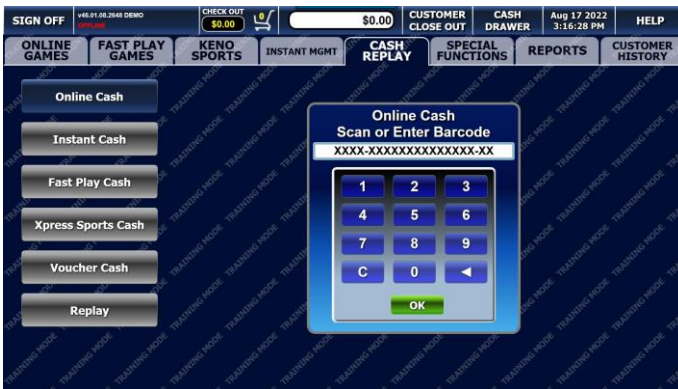 SIGN OFF
v46.01.08.2648 DEMO
OFFLINE
CHECK OUT
$0.00
$0.00
CUSTOMER
CLOSE OUT
CASH
DRAWER
Aug 17 2022
3:16:28 PM
HELP
ONLINE
GAMES
FAST PLAY
GAMES
KENO
SPORTS
INSTANT MGMT
CASH
REPLAY
SPECIAL
FUNCTIONS
REPORTS
CUSTOMER
HISTORY
Online Cash
Instant Cash
Fast Play Cash
Xpress Sports Cash
Voucher Cash
Replay
Online Cash
Scan or Enter Barcode
XXXX-XXXXXXXXXXXXX-XX
1 2 3
4 5 6
7 8 9
C 0 ◄
OK
TRAINING MODE